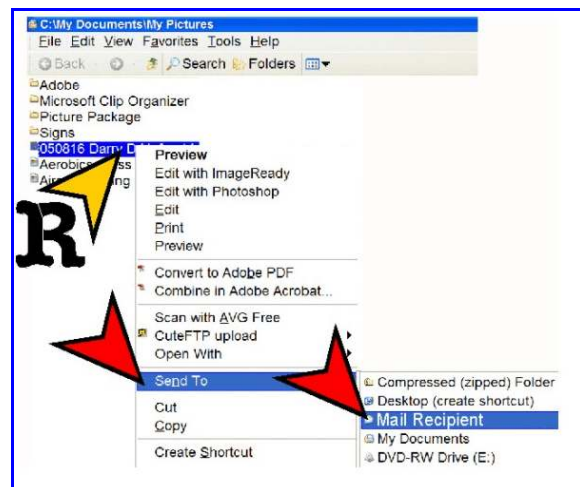 C:\My Documents\My Pictures
File Edit View Favorites Tools Help
Back Search Folders
Adobe
Microsoft Clip Organizer
Picture Package
Signs
050816 Darry D
Aerobics
R
Preview
Edit with ImageReady
Edit with Photoshop
Edit
Print
Preview
Convert to Adobe PDF
Combine in Adobe Acrobat...
Scan with AVG Free
CuteFTP upload
Open With
Send To
Cut
Copy
Create Shortcut
Compressed (zipped) Folder
Desktop (create shortcut)
Mail Recipient
My Documents
DVD-RW Drive (E:)